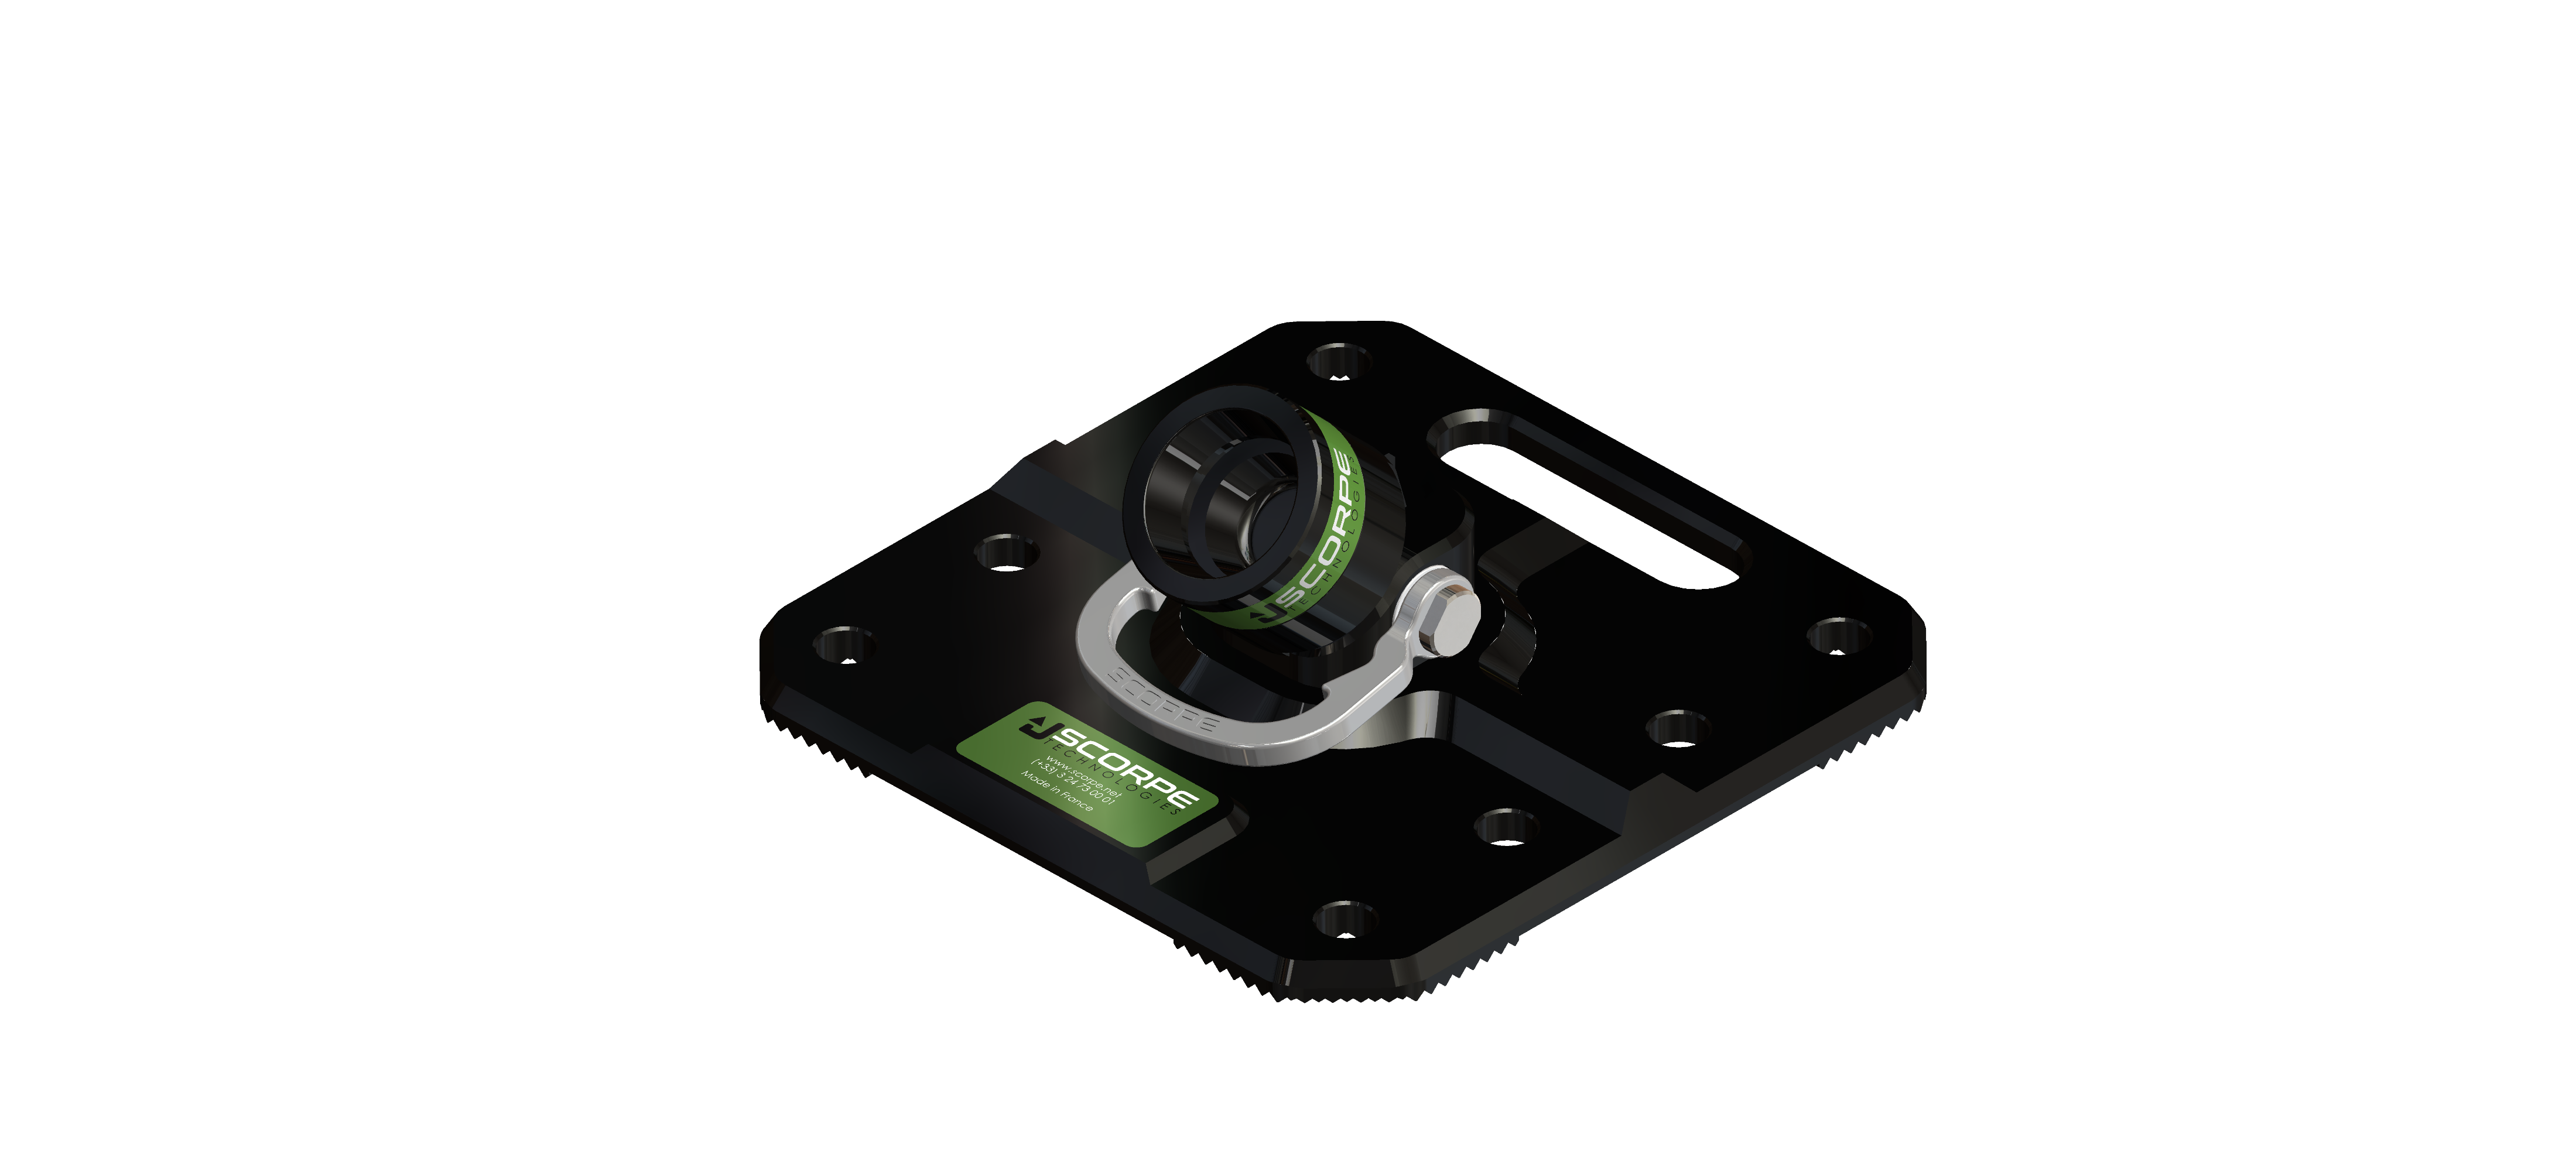 SCORPE
TECHNOLOGIES
SCORPE
SCORPE
TECHNOLOGIES
www.scorpe.net
(+33) 3 24 73 00 01
Made in France